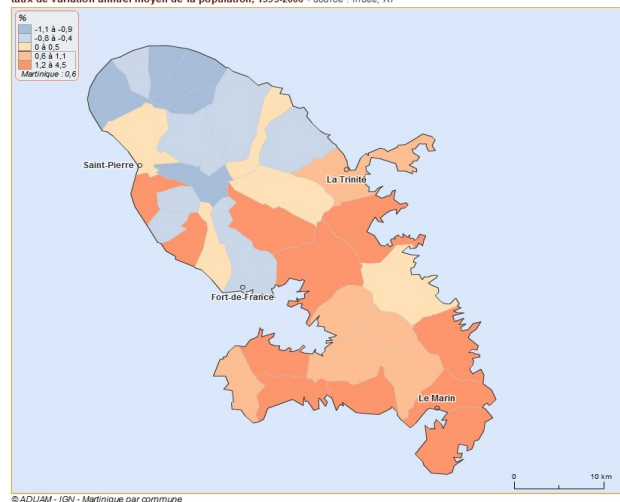 taux de variation annuel moyen de la population, 1999-2006 - source : Insee, RP
%
-1,1 à -0,9
-0,8 à -0,4
0 à 0,5
0,6 à 1,1
1,2 à 4,5
Martinique : 0,6
Saint-Pierre
La Trinité
Fort-de-France
Le Marin
0 10 km
© ADUAM - IGN - Martinique par commune